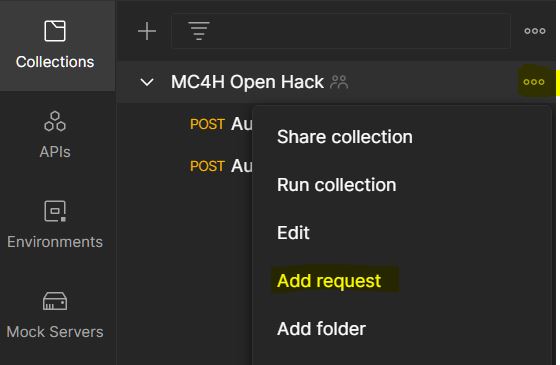 Collections
MC4H Open Hack
POST Au
Share collection
POST Au
Run collection
APIs
Edit
Environments
Add request
Mock Servers
Add folder